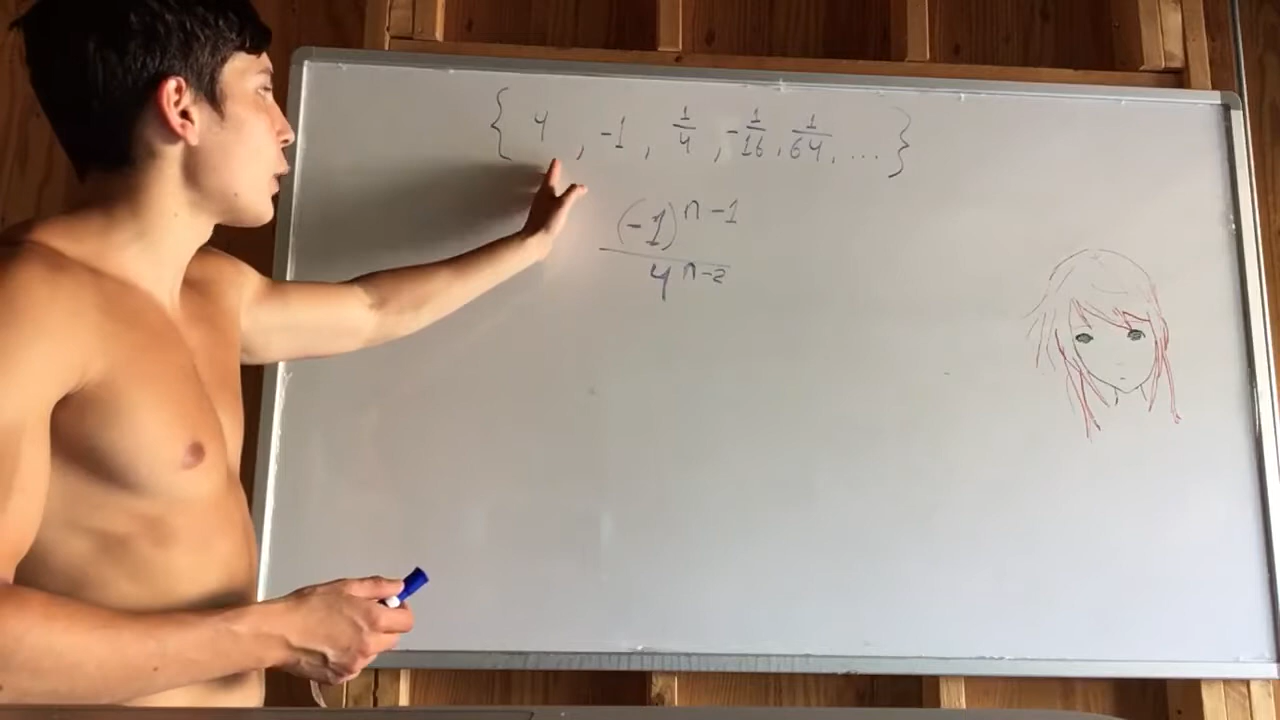 { 4 , -1 , 1/4 , -1/16 , 1/64 , ... }
(-1)^(n-1)
4^(n-2)